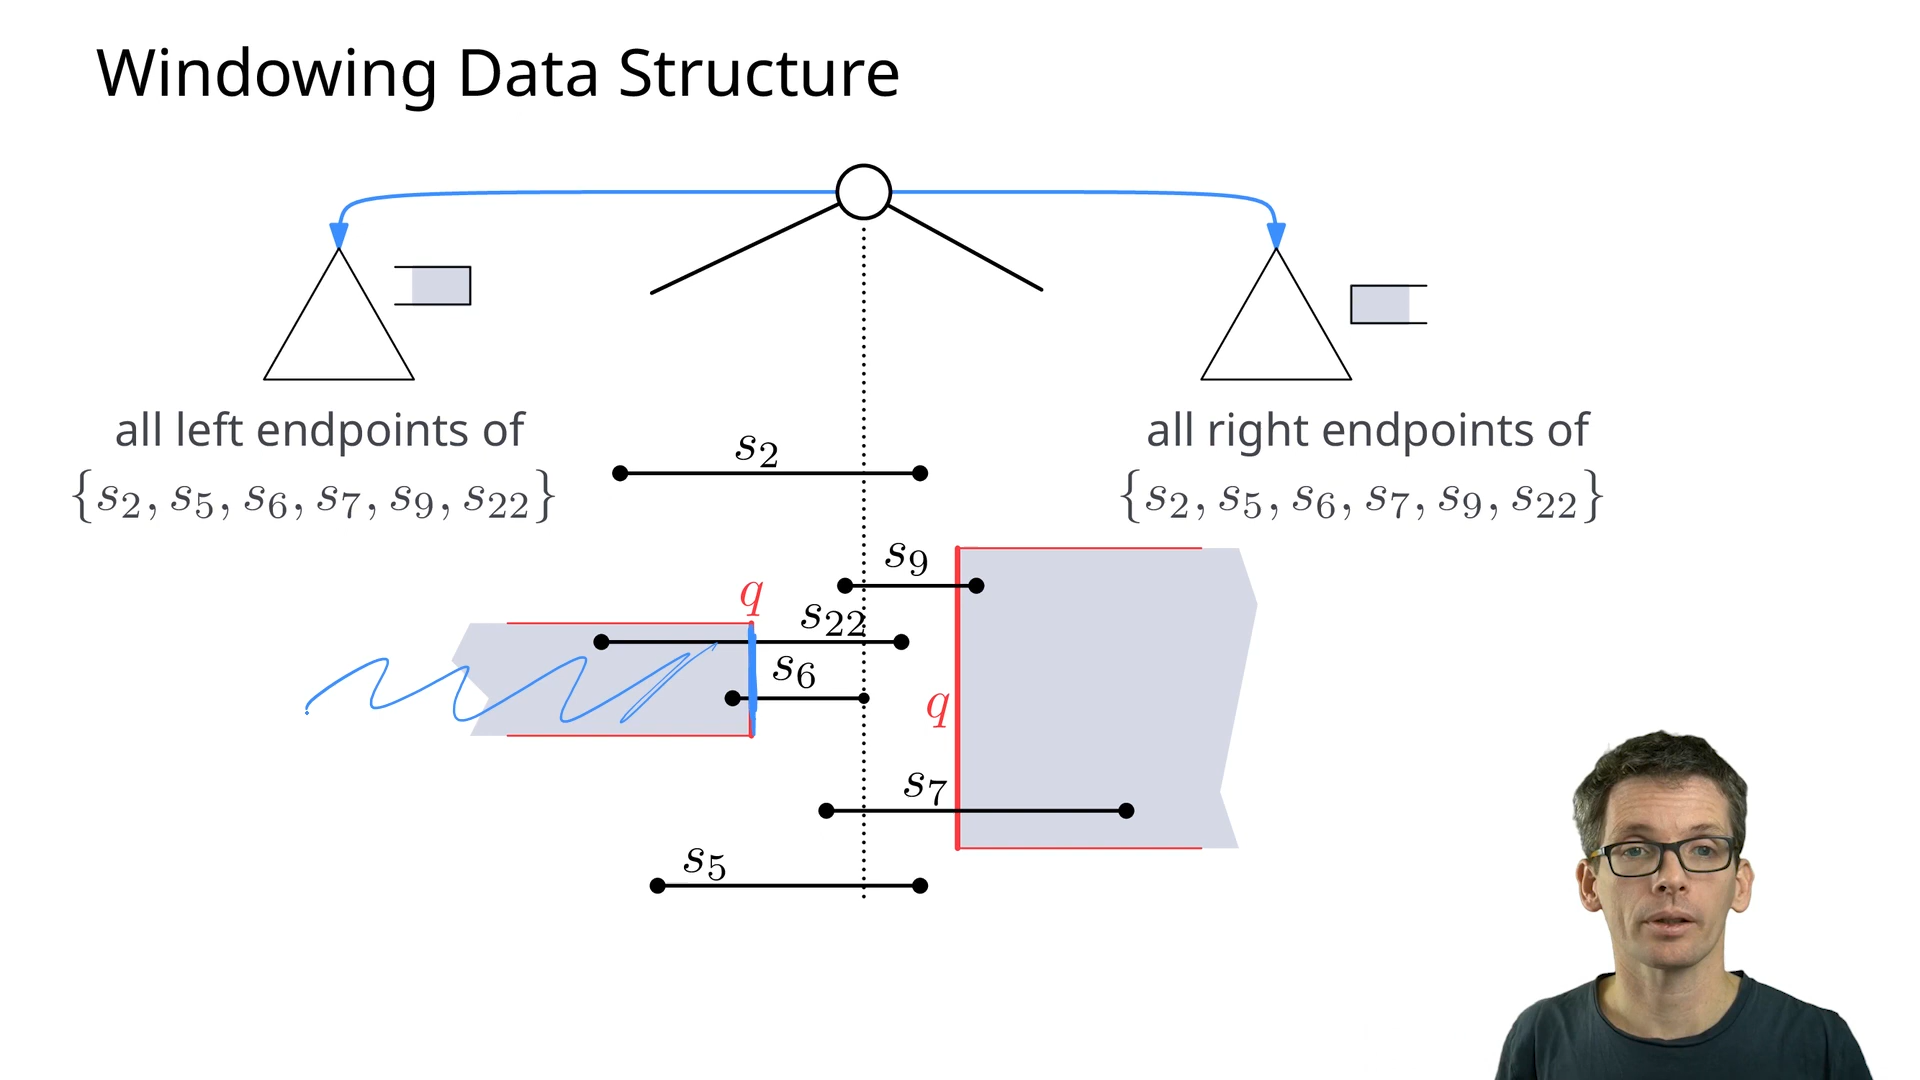 Windowing Data Structure
all left endpoints of
{s₂, s₅, s₆, s₇, s₉, s₂₂}
all right endpoints of
{s₂, s₅, s₆, s₇, s₉, s₂₂}
s₂
s₉
q
s₂₂
s₆
q
s₇
s₅